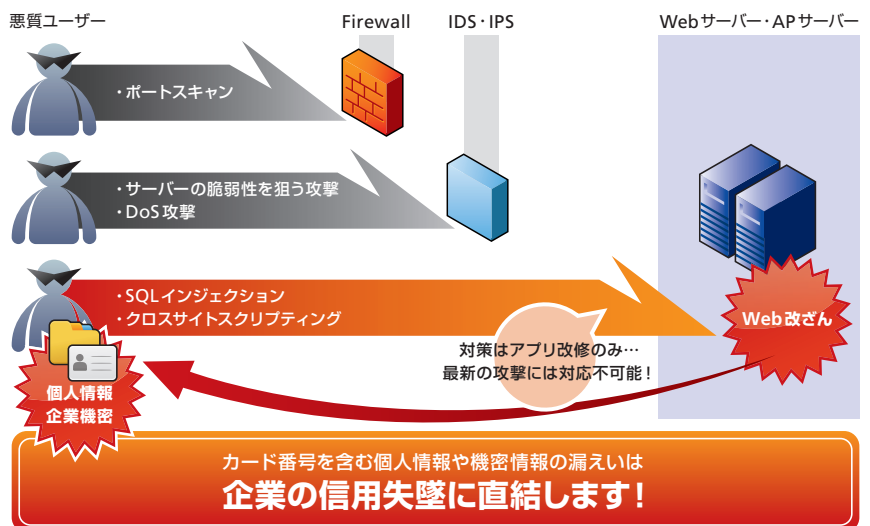 悪質ユーザー
Firewall
IDS・IPS
Webサーバー・APサーバー
・ポートスキャン
・サーバーの脆弱性を狙う攻撃
・DoS攻撃
・SQLインジェクション
・クロスサイトスクリプティング
Web改ざん
対策はアプリ改修のみ…
最新の攻撃には対応不可能！
個人情報
企業機密
カード番号を含む個人情報や機密情報の漏えいは
企業の信用失墜に直結します！